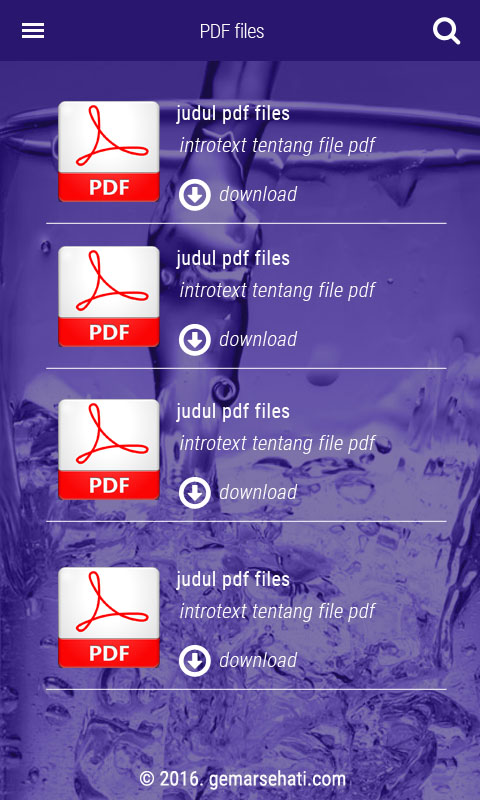 PDF files
judul pdf files
introtext tentang file pdf
PDF
download
judul pdf files
introtext tentang file pdf
PDF
download
judul pdf files
introtext tentang file pdf
PDF
download
judul pdf files
introtext tentang file pdf
PDF
download
© 2016. gemarsehati.com